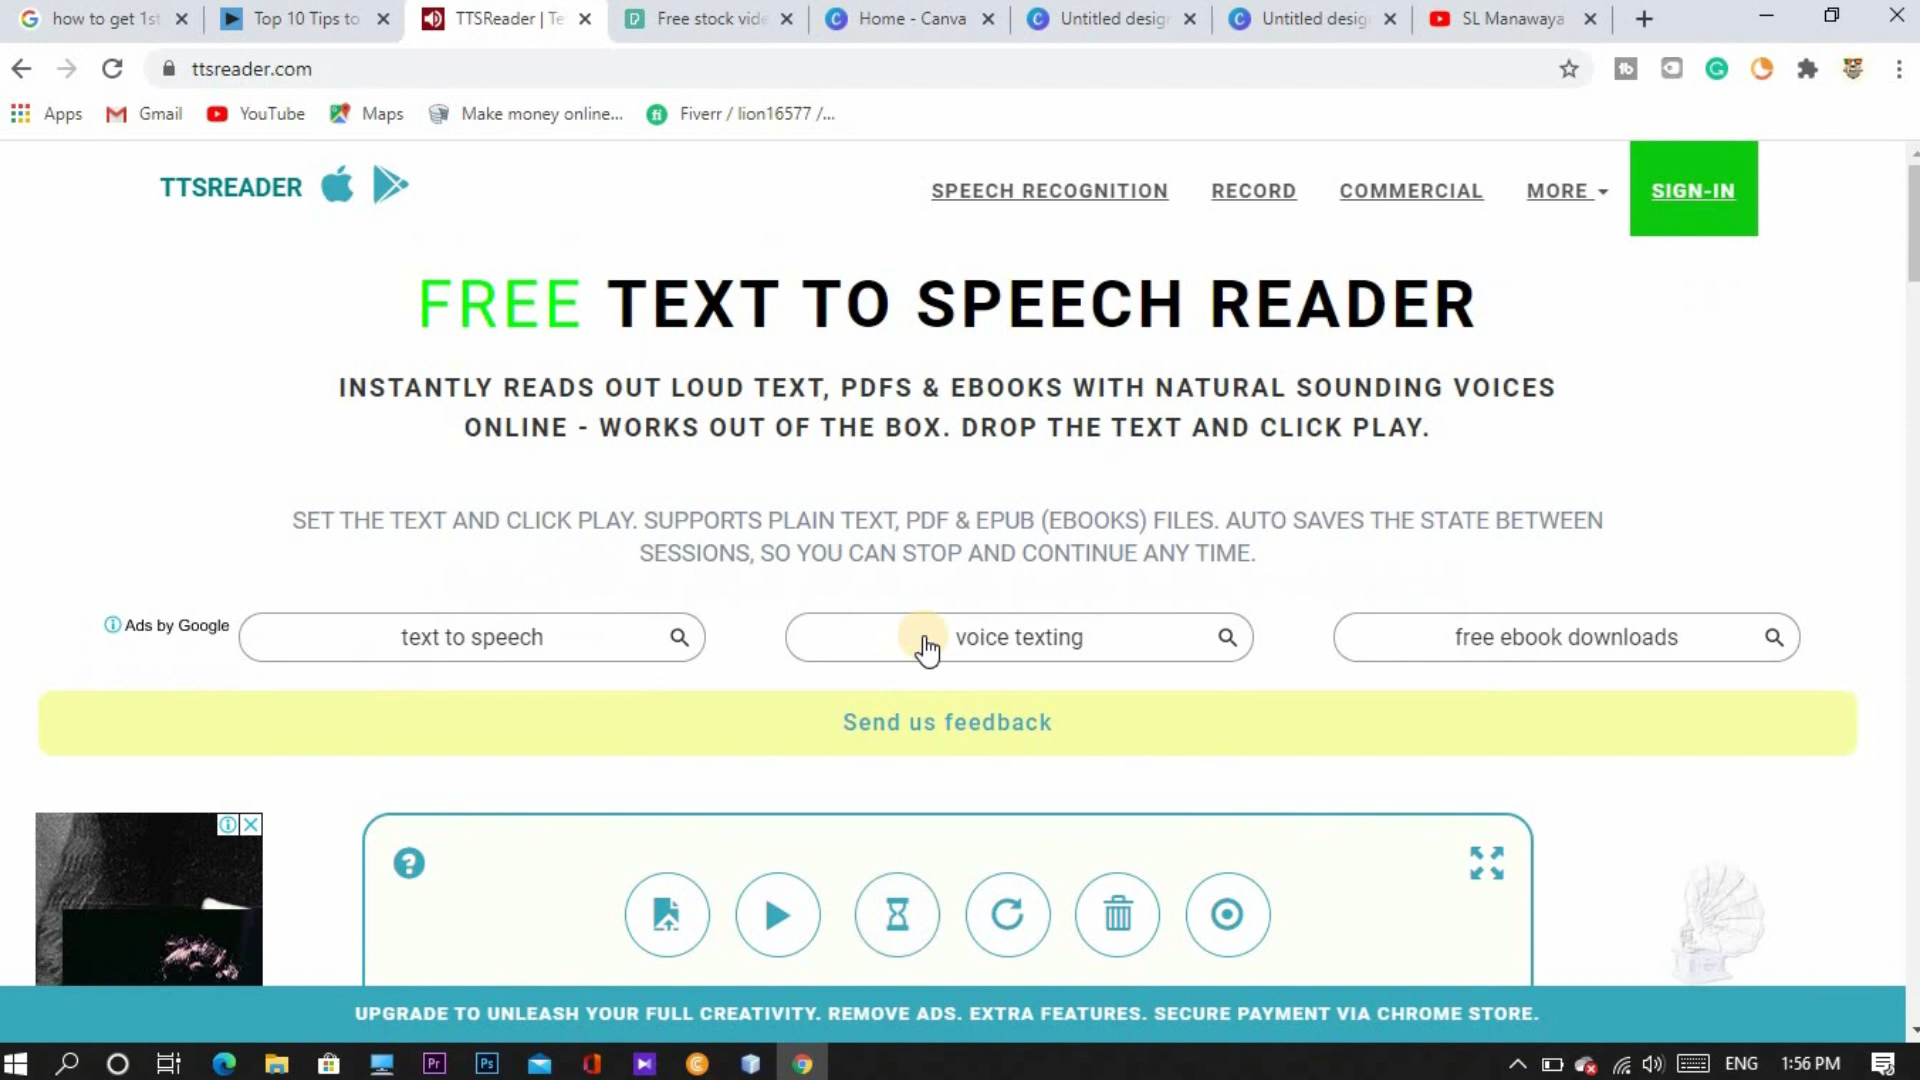 how to get 1st
Top 10 Tips to
TTSReader | Te
Free stock vide
Home - Canva
Untitled desig
Untitled desig
SL Manawaya
ttsreader.com
Apps
Gmail
YouTube
Maps
Make money online...
Fiverr / lion16577 /...
TTSREADER
SPEECH RECOGNITION
RECORD
COMMERCIAL
MORE
SIGN-IN
FREE TEXT TO SPEECH READER
INSTANTLY READS OUT LOUD TEXT, PDFS & EBOOKS WITH NATURAL SOUNDING VOICES
ONLINE - WORKS OUT OF THE BOX. DROP THE TEXT AND CLICK PLAY.
SET THE TEXT AND CLICK PLAY. SUPPORTS PLAIN TEXT, PDF & EPUB (EBOOKS) FILES. AUTO SAVES THE STATE BETWEEN
SESSIONS, SO YOU CAN STOP AND CONTINUE ANY TIME.
Ads by Google
text to speech
voice texting
free ebook downloads
Send us feedback
UPGRADE TO UNLEASH YOUR FULL CREATIVITY. REMOVE ADS. EXTRA FEATURES. SECURE PAYMENT VIA CHROME STORE.
Pr
Ps
ENG
1:56 PM